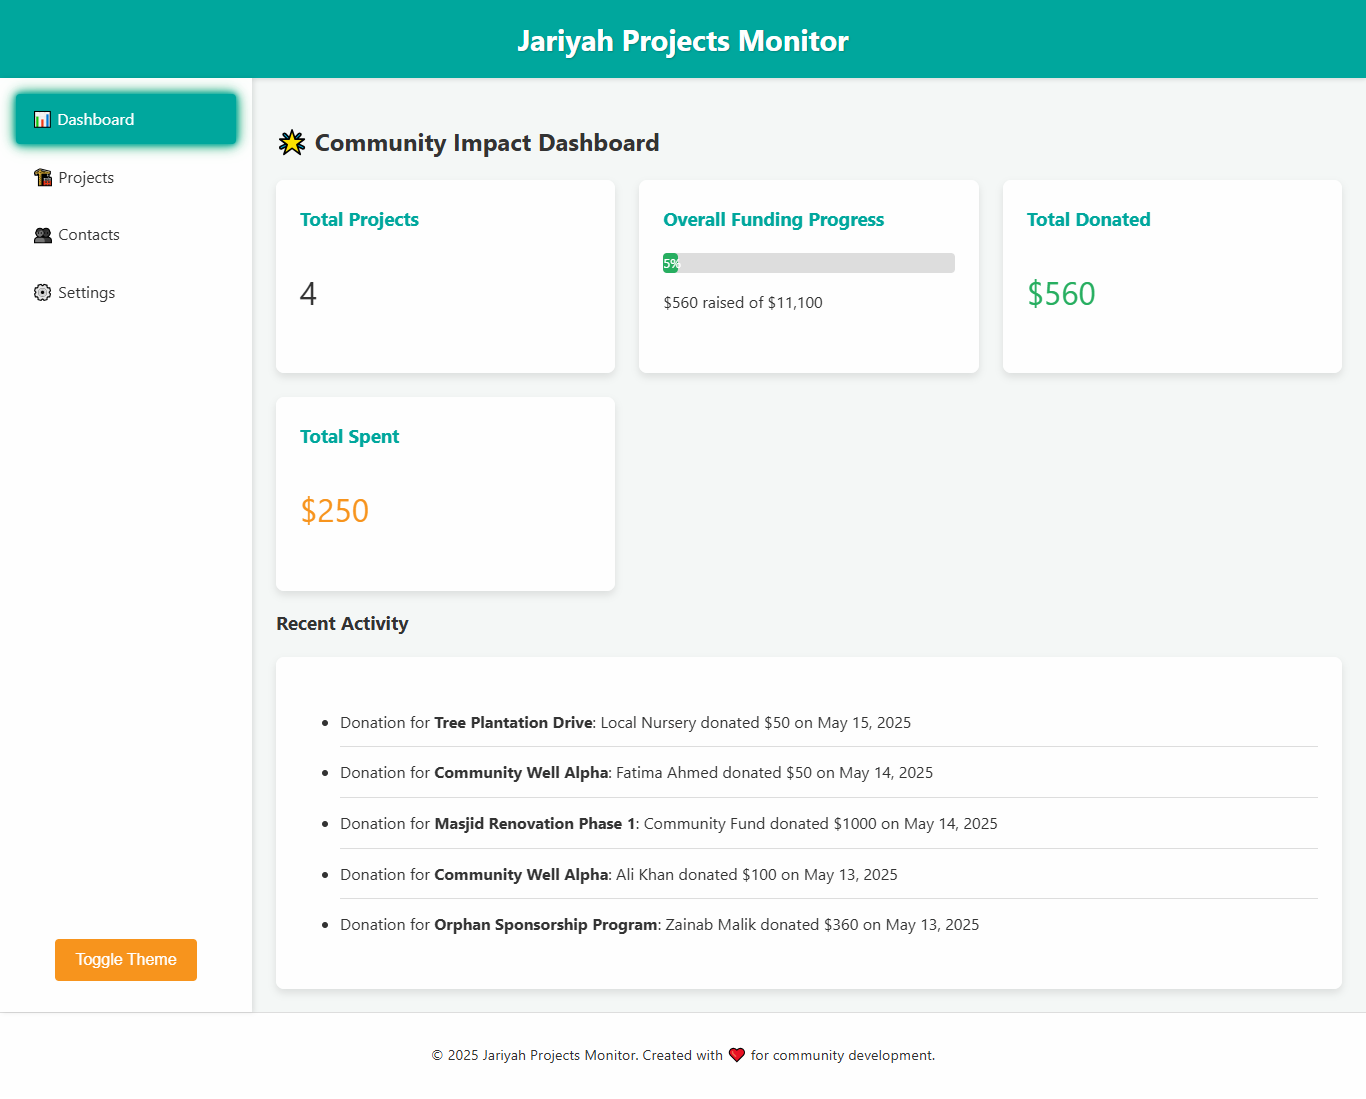 Jariyah Projects Monitor
Dashboard
Projects
Contacts
Settings
Toggle Theme
Community Impact Dashboard
Total Projects
4
Overall Funding Progress
5%
$560 raised of $11,100
Total Donated
$560
Total Spent
$250
Recent Activity
Donation for Tree Plantation Drive: Local Nursery donated $50 on May 15, 2025
Donation for Community Well Alpha: Fatima Ahmed donated $50 on May 14, 2025
Donation for Masjid Renovation Phase 1: Community Fund donated $1000 on May 14, 2025
Donation for Community Well Alpha: Ali Khan donated $100 on May 13, 2025
Donation for Orphan Sponsorship Program: Zainab Malik donated $360 on May 13, 2025
© 2025 Jariyah Projects Monitor. Created with ❤️ for community development.